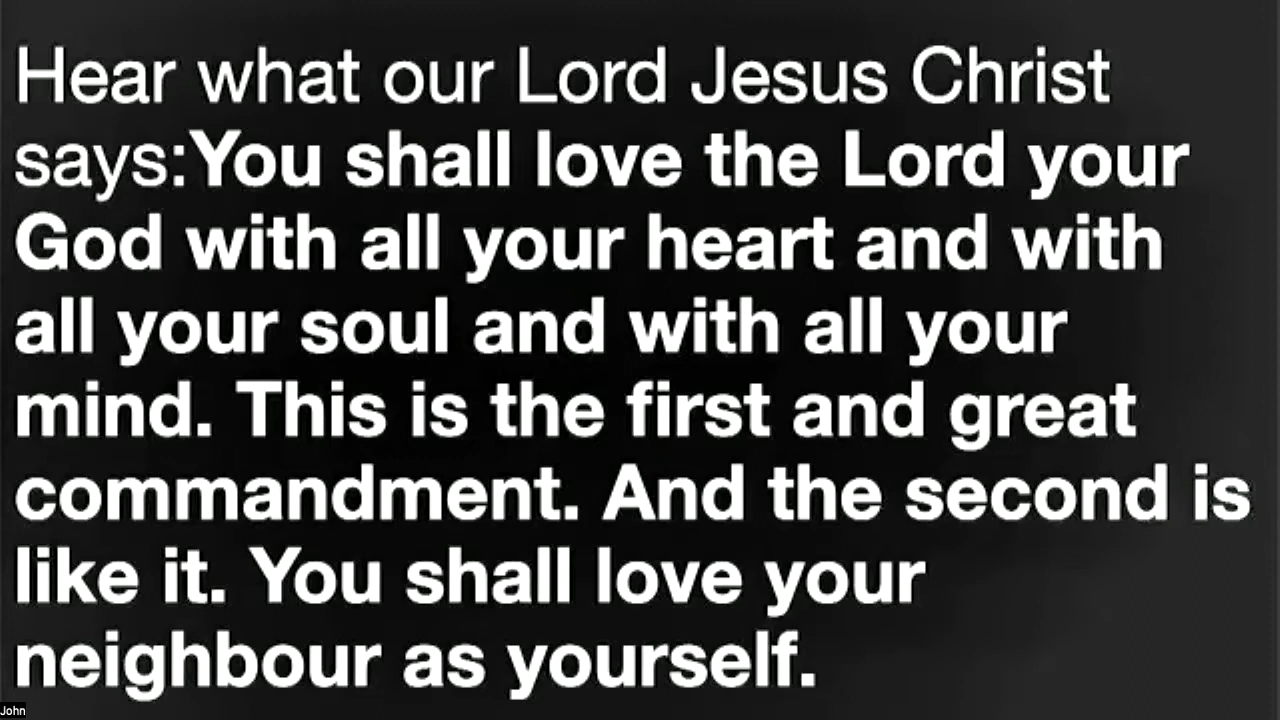 Hear what our Lord Jesus Christ
says:You shall love the Lord your
God with all your heart and with
all your soul and with all your
mind. This is the first and great
commandment. And the second is
like it. You shall love your
neighbour as yourself.
John